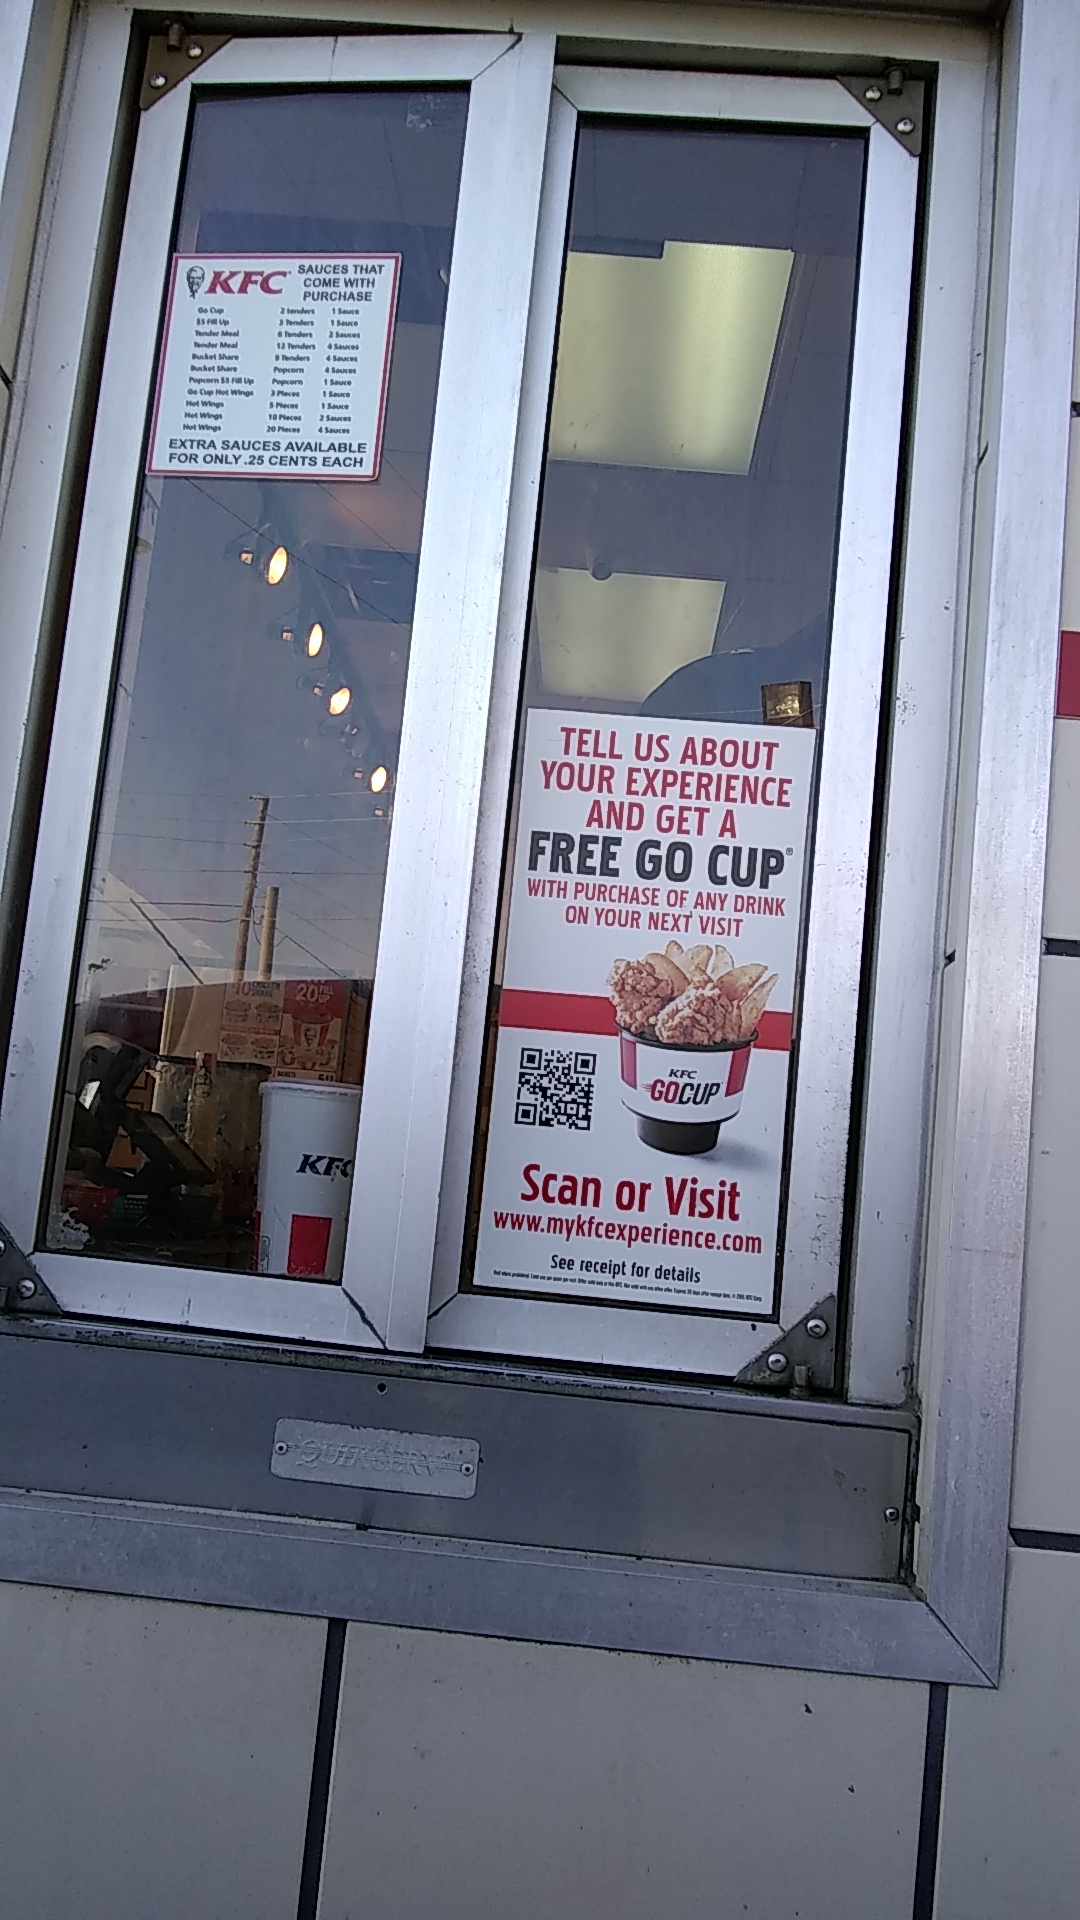 KFC
SAUCES THAT
COME WITH
PURCHASE
Go Cup 2 tenders 1 Sauce
$5 Fill Up 3 Tenders 1 Sauce
Tender Meal 6 Tenders 2 Sauces
Tender Meal 12 Tenders 4 Sauces
Bucket Share 9 Tenders 4 Sauces
Bucket Share Popcorn 4 Sauces
Popcorn $5 Fill Up Popcorn 1 Sauce
Go Cup Hot Wings 3 Pieces 1 Sauce
Hot Wings 5 Pieces 1 Sauce
Hot Wings 10 Pieces 2 Sauces
Hot Wings 20 Pieces 4 Sauces
EXTRA SAUCES AVAILABLE
FOR ONLY .25 CENTS EACH
TELL US ABOUT
YOUR EXPERIENCE
AND GET A
FREE GO CUP®
WITH PURCHASE OF ANY DRINK
ON YOUR NEXT VISIT
KFC
GO CUP
Scan or Visit
www.mykfcexperience.com
See receipt for details
20 FILL
UP
KFC
QUIKSERV